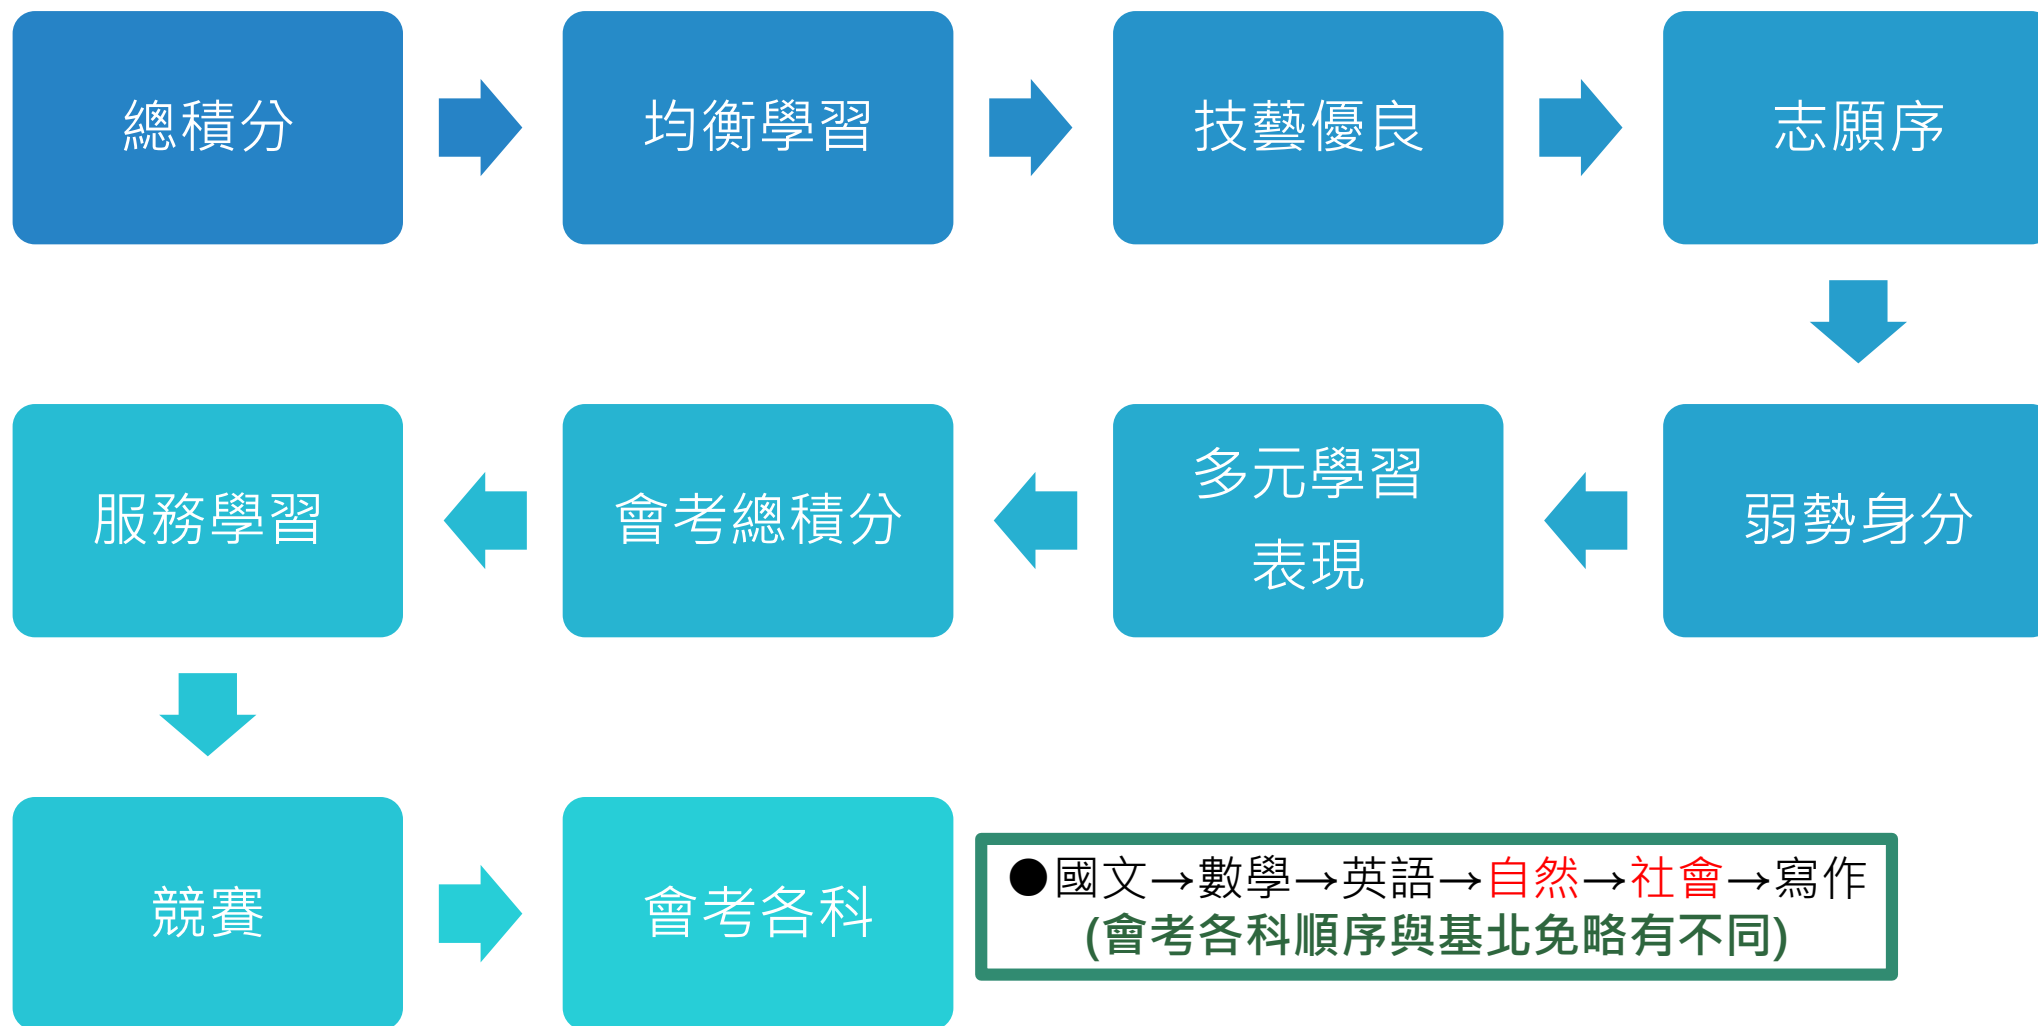 總積分
均衡學習
技藝優良
志願序
弱勢身分
多元學習
表現
會考總積分
服務學習
競賽
會考各科
●國文→數學→英語→自然→社會→寫作
(會考各科順序與基北免略有不同)